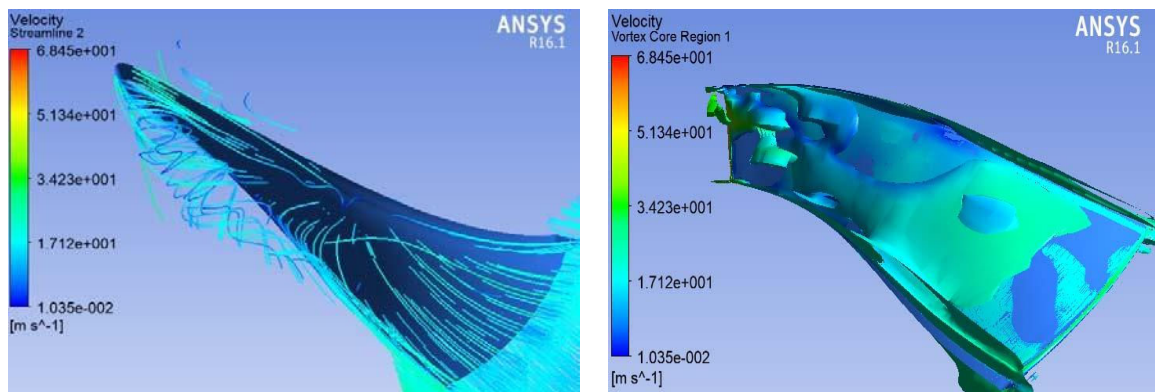 Velocity
Streamline 2
ANSYS
R16.1
6.845e+001
5.134e+001
3.423e+001
1.712e+001
1.035e-002
[m s^-1]
Velocity
Vortex Core Region 1
ANSYS
R16.1
6.845e+001
5.134e+001
3.423e+001
1.712e+001
1.035e-002
[m s^-1]